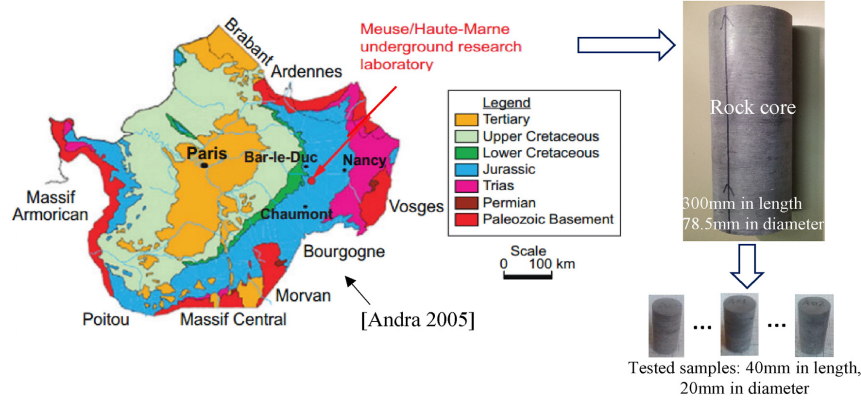 Meuse/Haute-Marne
underground research
laboratory
Brabant
Ardennes
Rock core
Legend
Tertiary
Upper Cretaceous
Lower Cretaceous
Jurassic
Trias
Permian
Paleozoic Basement
Paris
Bar-le-Duc
Nancy
Massif
Armorican
Chaumont
Vosges
300mm in length
78.5mm in diameter
Scale
0 100 km
Bourgogne
Morvan
Poitou
Massif Central
[Andra 2005]
... ...
Tested samples: 40mm in length,
20mm in diameter